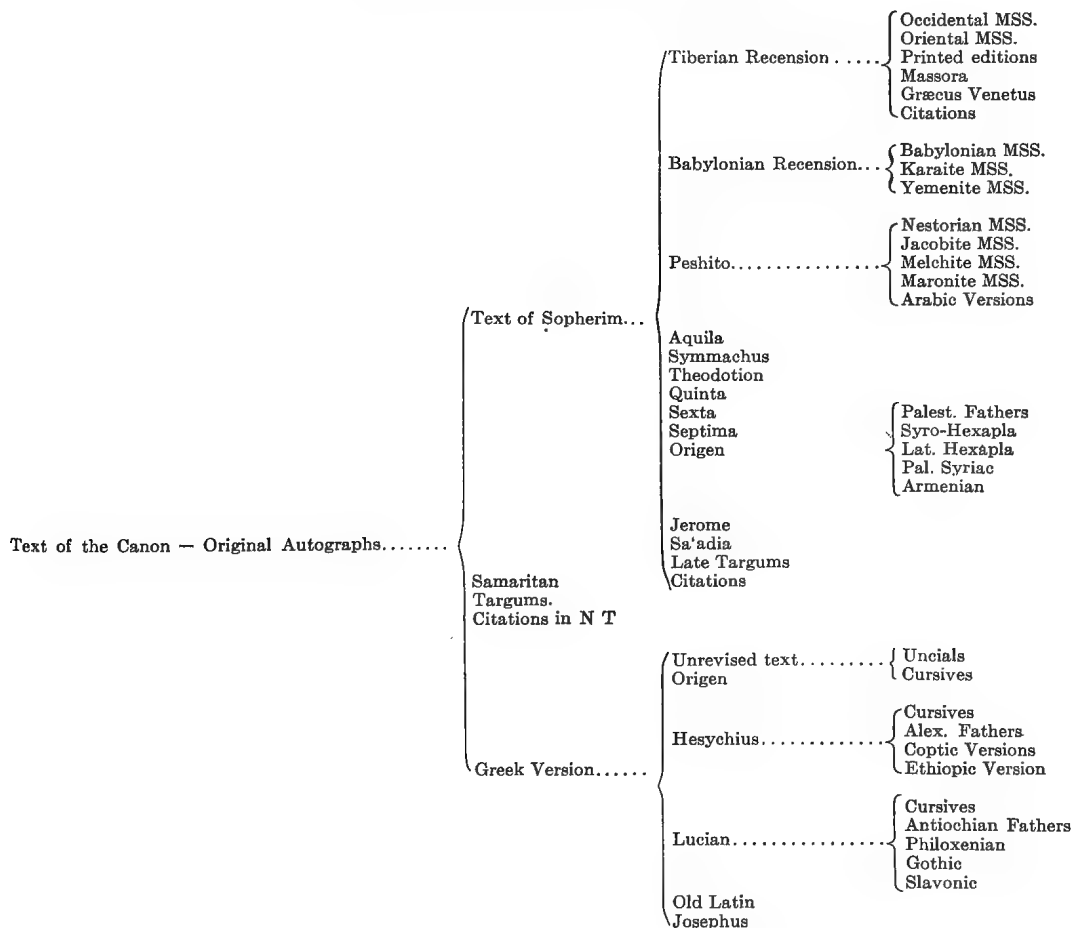 Occidental MSS.
Oriental MSS.
Tiberian Recension ..... Printed editions
Massora
Græcus Venetus
Citations
Babylonian MSS.
Babylonian Recension... Karaite MSS.
Yemenite MSS.
Nestorian MSS.
Jacobite MSS.
Peshito................ Melchite MSS.
Maronite MSS.
Arabic Versions
Text of Sopherim...
Aquila
Symmachus
Theodotion
Quinta
Sexta Palest. Fathers
Septima Syro-Hexapla
Origen Lat. Hexapla
Pal. Syriac
Armenian
Jerome
Text of the Canon — Original Autographs........
Sa‘adia
Late Targums
Samaritan Citations
Targums.
Citations in N T
Unrevised text......... Uncials
Origen Cursives
Cursives
Hesychius............. Alex. Fathers
Coptic Versions
Greek Version...... Ethiopic Version
Cursives
Antiochian Fathers
Lucian................ Philoxenian
Gothic
Slavonic
Old Latin
Josephus